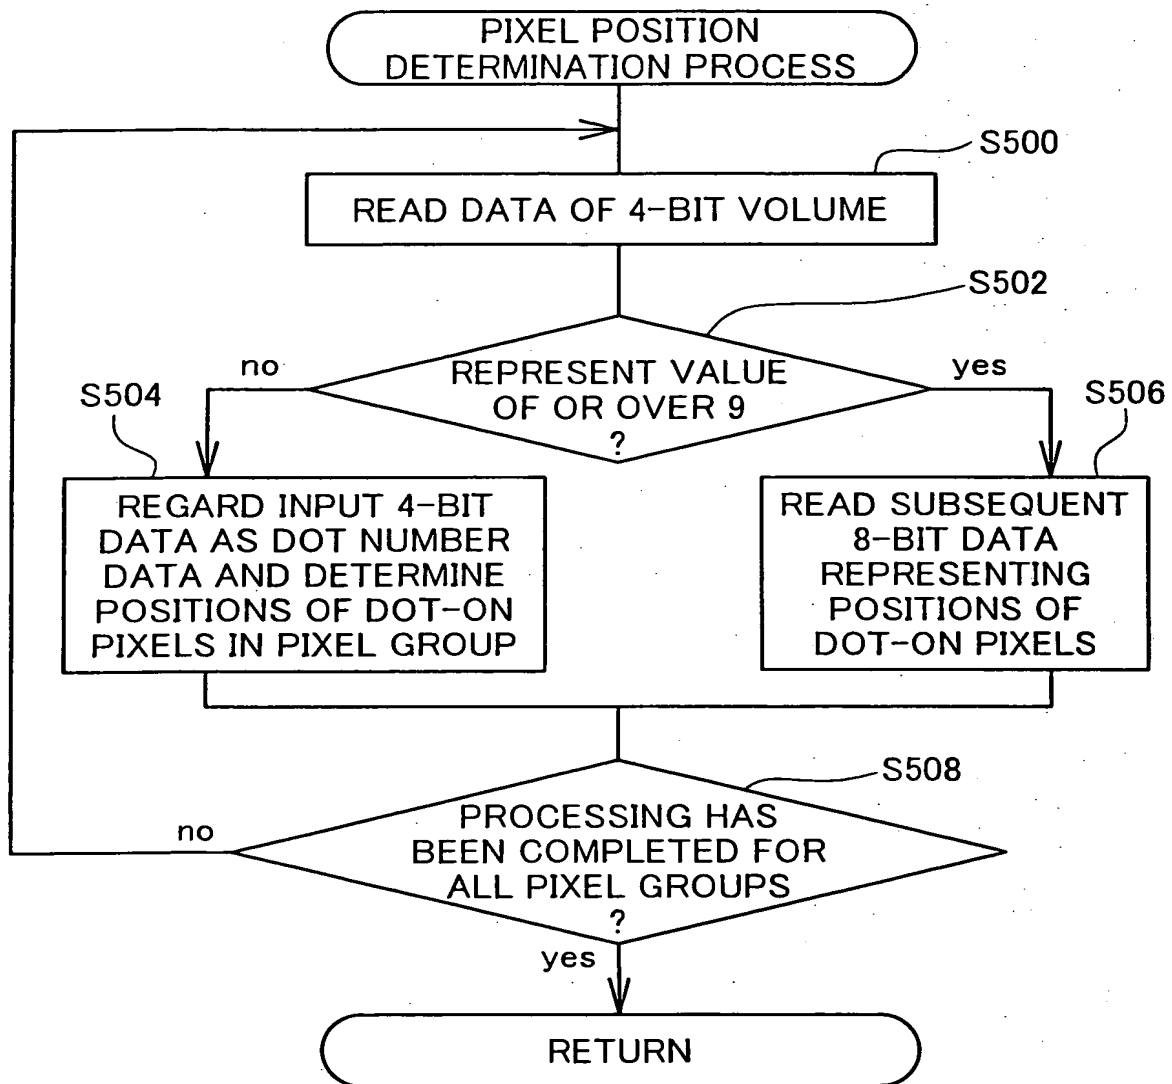 PIXEL POSITION
DETERMINATION PROCESS
S500
READ DATA OF 4-BIT VOLUME
S502
no
REPRESENT VALUE
OF OR OVER 9
?
yes
S504
S506
REGARD INPUT 4-BIT
DATA AS DOT NUMBER
DATA AND DETERMINE
POSITIONS OF DOT-ON
PIXELS IN PIXEL GROUP
READ SUBSEQUENT
8-BIT DATA
REPRESENTING
POSITIONS OF
DOT-ON PIXELS
S508
no
PROCESSING HAS
BEEN COMPLETED FOR
ALL PIXEL GROUPS
?
yes
RETURN